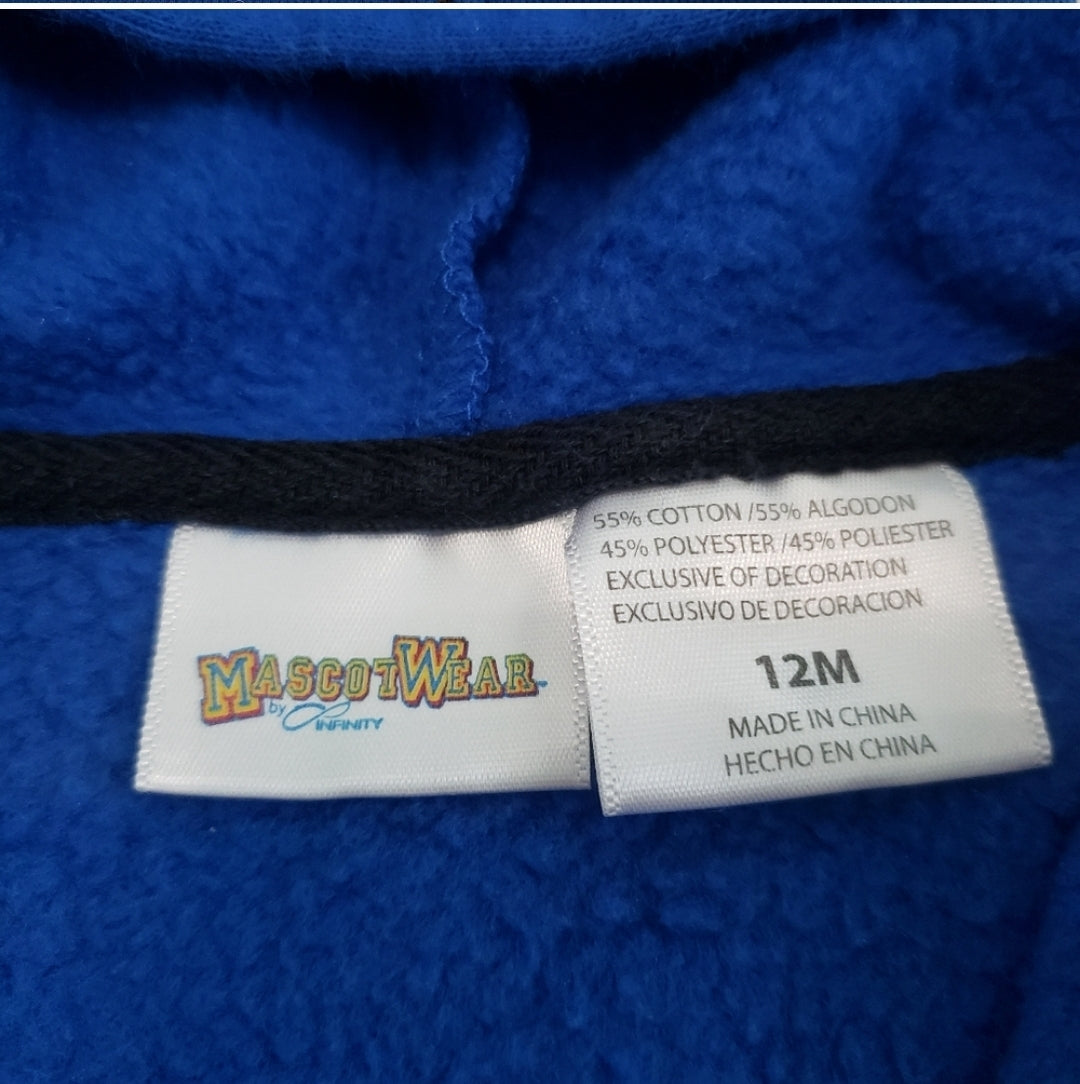 MASCOTWEAR
by INFINITY
55% COTTON /55% ALGODON
45% POLYESTER /45% POLIESTER
EXCLUSIVE OF DECORATION
EXCLUSIVO DE DECORACION
12M
MADE IN CHINA
HECHO EN CHINA